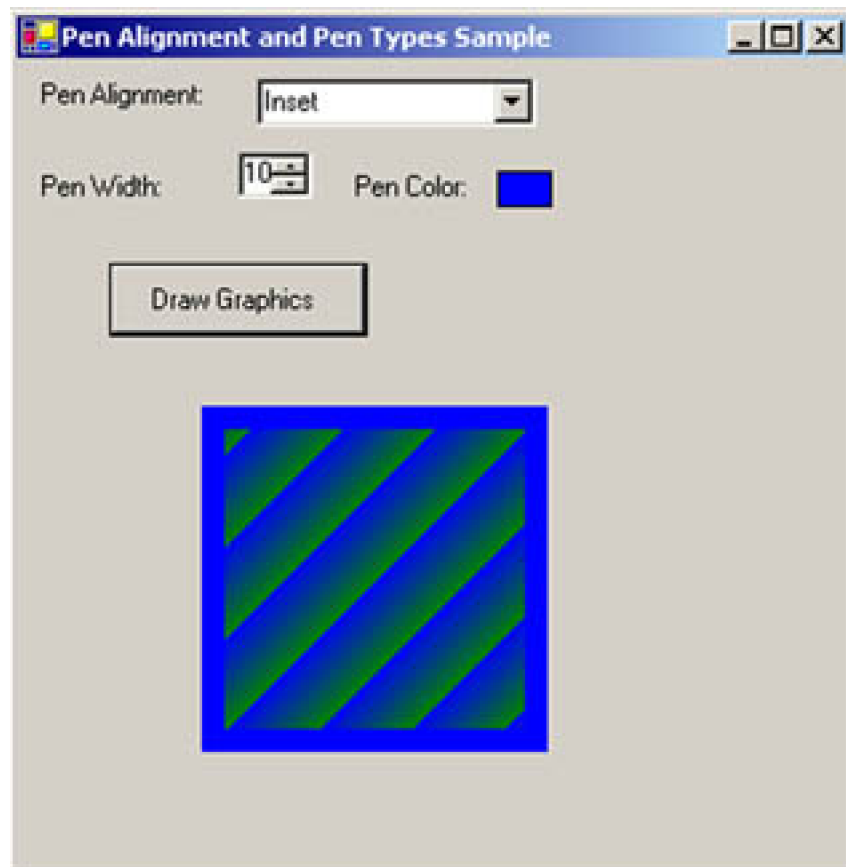 Pen Alignment and Pen Types Sample
Pen Alignment: Inset
Pen Width: 10 Pen Color:
Draw Graphics